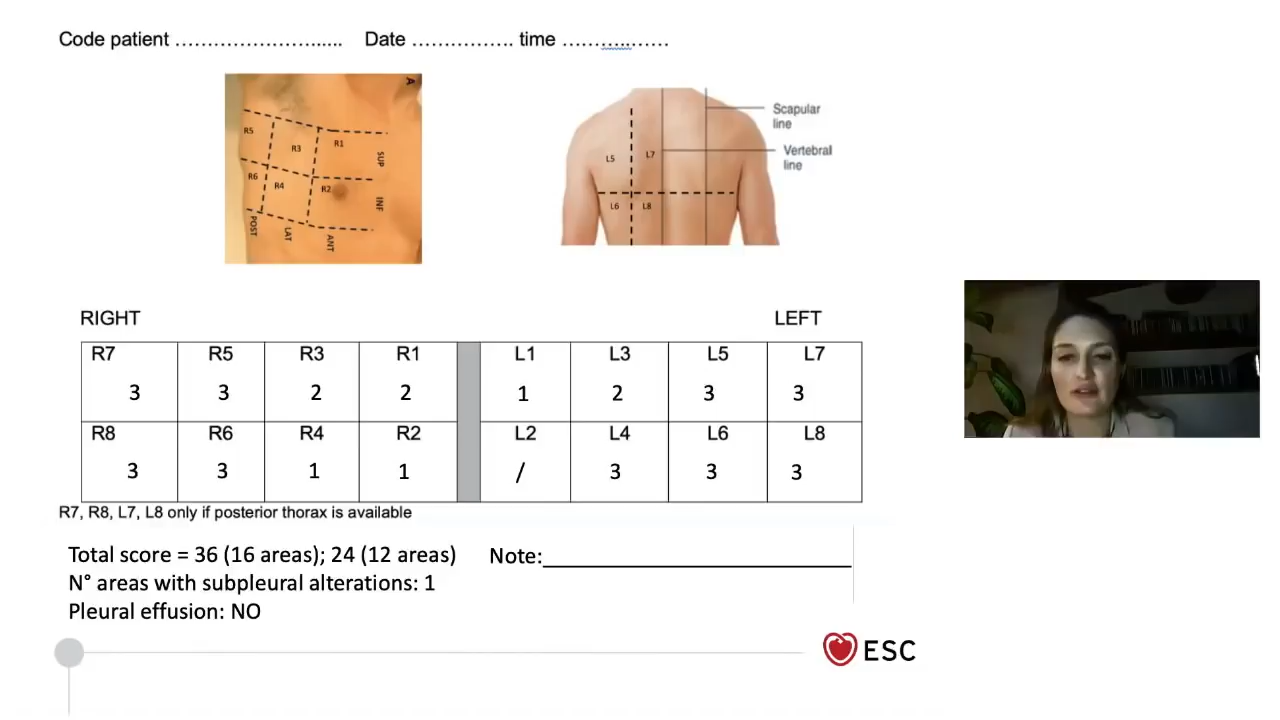 Code patient ........................... Date ................ time .....................
A
R5
R3
R1
SUP
R6
R4
R2
INF
POST
LAT
ANT
Scapular
line
Vertebral
line
L5
L7
L6
L8
RIGHT LEFT
R7 R5 R3 R1 L1 L3 L5 L7
3 3 2 2 1 2 3 3
R8 R6 R4 R2 L2 L4 L6 L8
3 3 1 1 / 3 3 3
R7, R8, L7, L8 only if posterior thorax is available
Total score = 36 (16 areas); 24 (12 areas)
Note:
N° areas with subpleural alterations: 1
Pleural effusion: NO
ESC